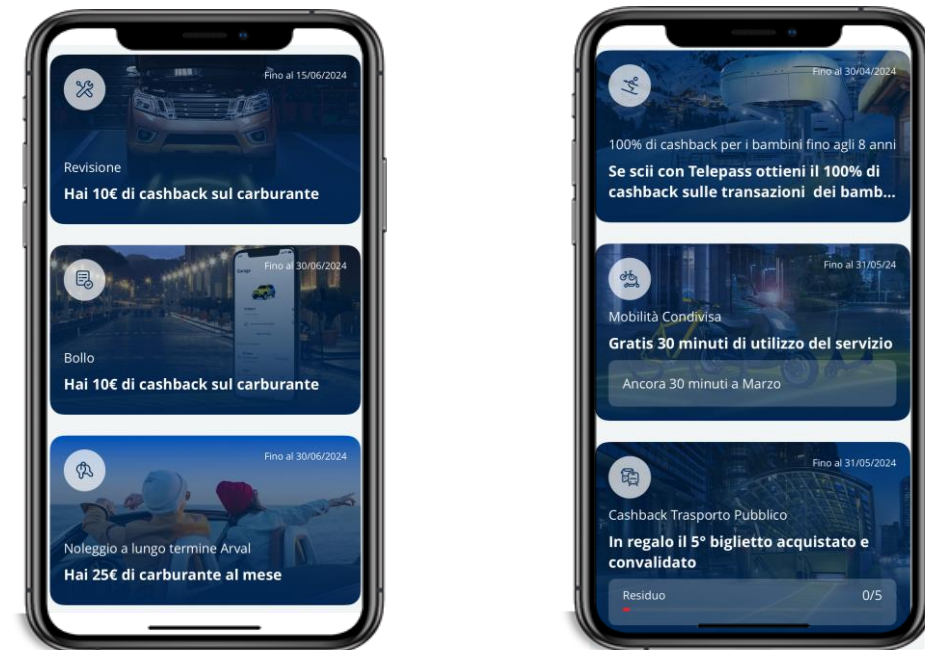 Fino al 15/06/2024
Revisione
Hai 10€ di cashback sul carburante
Fino al 30/06/2024
Garage
Bollo
Hai 10€ di cashback sul carburante
Fino al 30/06/2024
Noleggio a lungo termine Arval
Hai 25€ di carburante al mese
Fino al 30/04/2024
100% di cashback per i bambini fino agli 8 anni
Se scii con Telepass ottieni il 100% di
cashback sulle transazioni dei bamb...
Fino al 31/05/24
Mobilità Condivisa
Gratis 30 minuti di utilizzo del servizio
Ancora 30 minuti a Marzo
Fino al 31/05/2024
Cashback Trasporto Pubblico
In regalo il 5° biglietto acquistato e
convalidato
Residuo 0/5